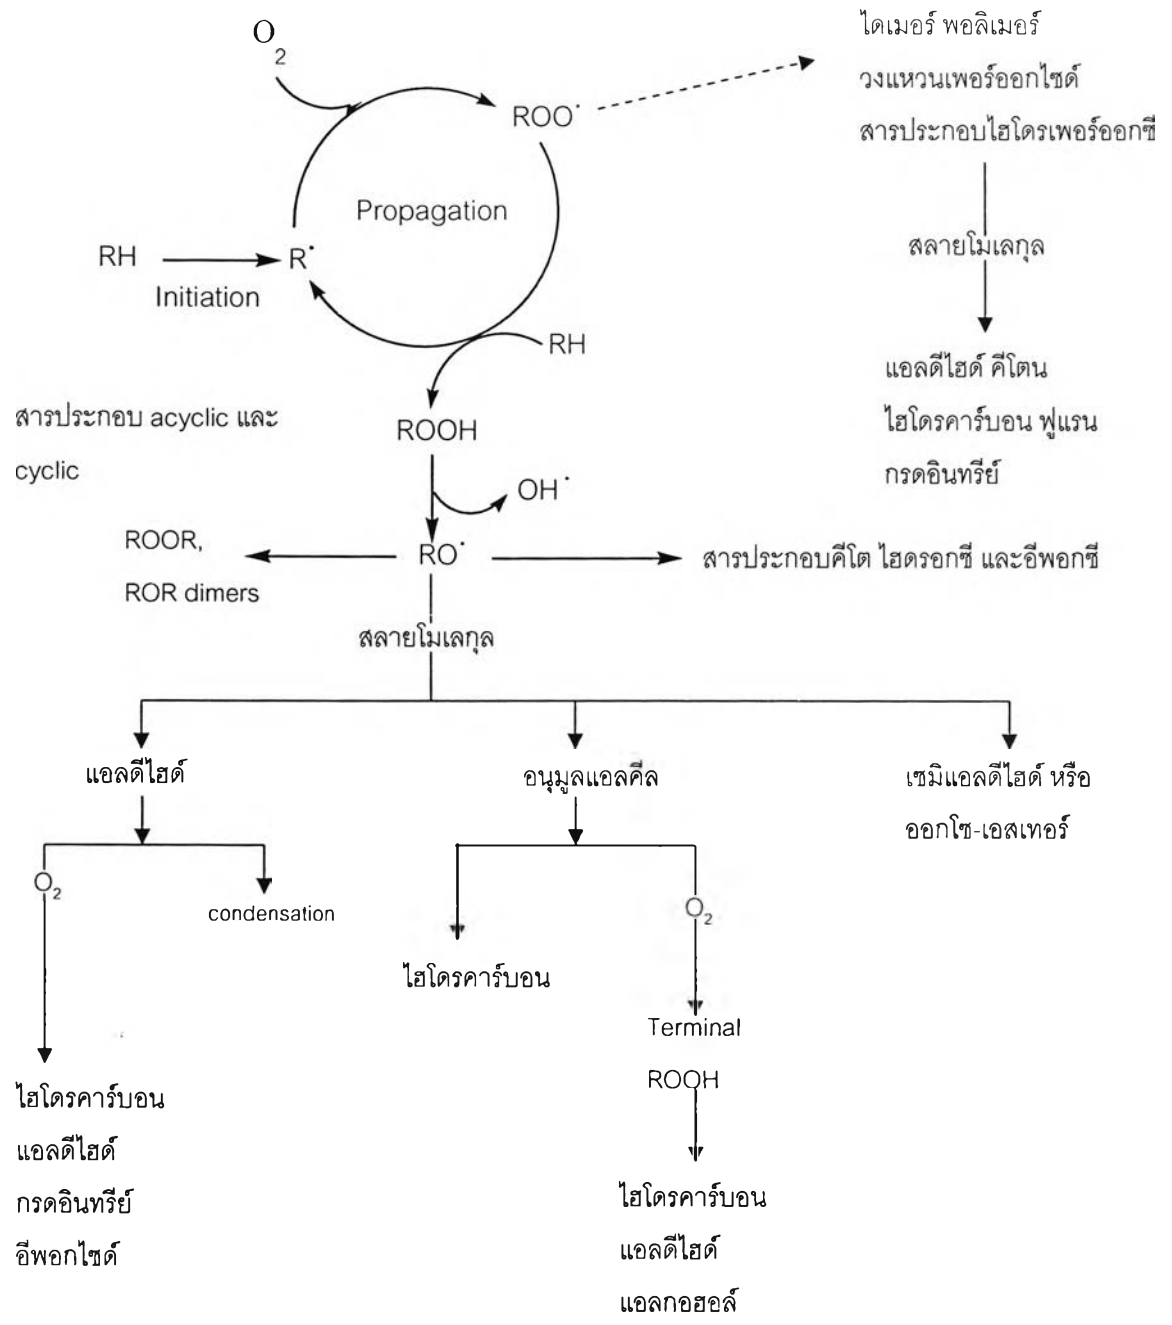 O2
ROO·
ไดเมอร์ พอลิเมอร์
วงแหวนเพอร์ออกไซด์
สารประกอบไฮโดรเพอร์ออกซี
Propagation
RH
R·
Initiation
สลายโมเลกุล
RH
แอลดีไฮด์ คีโตน
ไฮโดรคาร์บอน ฟูแรน
กรดอินทรีย์
สารประกอบ acyclic และ
cyclic
ROOH
OH·
ROOR,
ROR dimers
RO·
สารประกอบคีโต ไฮดรอกซี และอีพอกซี
สลายโมเลกุล
แอลดีไฮด์
อนุมูลแอลคีล
เซมิแอลดีไฮด์ หรือ
ออกโซ-เอสเทอร์
O2
condensation
O2
ไฮโดรคาร์บอน
Terminal
ROOH
ไฮโดรคาร์บอน
แอลดีไฮด์
กรดอินทรีย์
อีพอกไซด์
ไฮโดรคาร์บอน
แอลดีไฮด์
แอลกอฮอล์